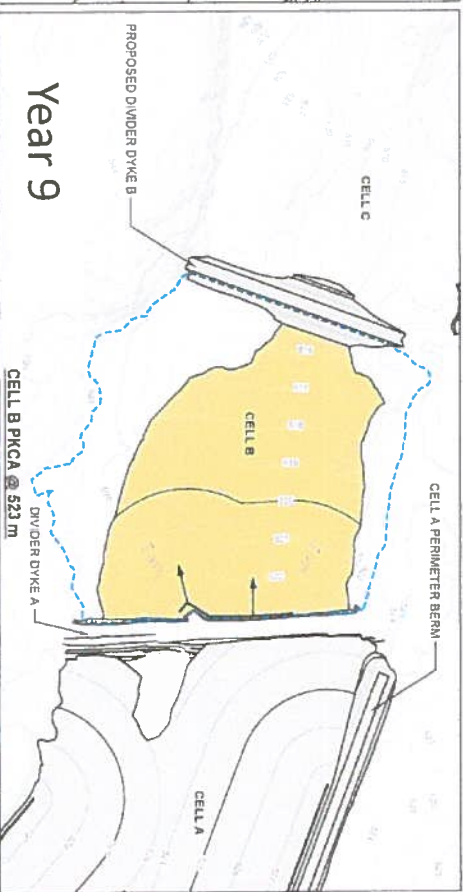 PROPOSED DIVIDER DYKE B
CELL C
Year 9
CELL B
CELL A PERIMETER BERM
CELL B PKCA @ 523 m
DIVIDER DYKE A
CELL A